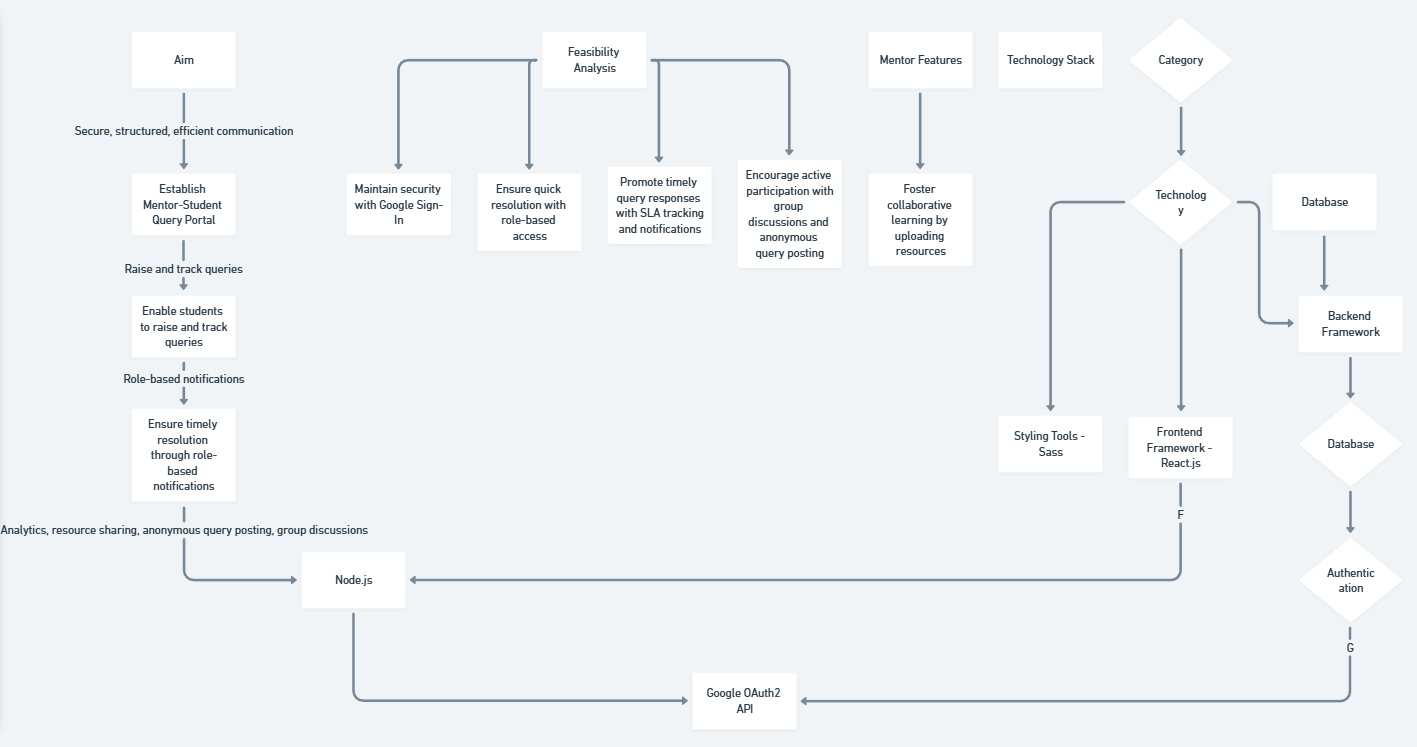 Aim
Secure, structured, efficient communication
Establish
Mentor-Student
Query Portal
Raise and track queries
Enable students
to raise and track
queries
Role-based notifications
Ensure timely
resolution
through role-
based
notifications
Analytics, resource sharing, anonymous query posting, group discussions
Node.js
Feasibility
Analysis
Maintain security
with Google Sign-
In
Ensure quick
resolution with
role-based
access
Promote timely
query responses
with SLA tracking
and notifications
Encourage active
participation with
group
discussions and
anonymous
query posting
Mentor Features
Foster
collaborative
learning by
uploading
resources
Technology Stack
Category
Technolog
y
Styling Tools -
Sass
Frontend
Framework -
React.js
F
Database
Backend
Framework
Database
Authentic
ation
G
Google OAuth2
API